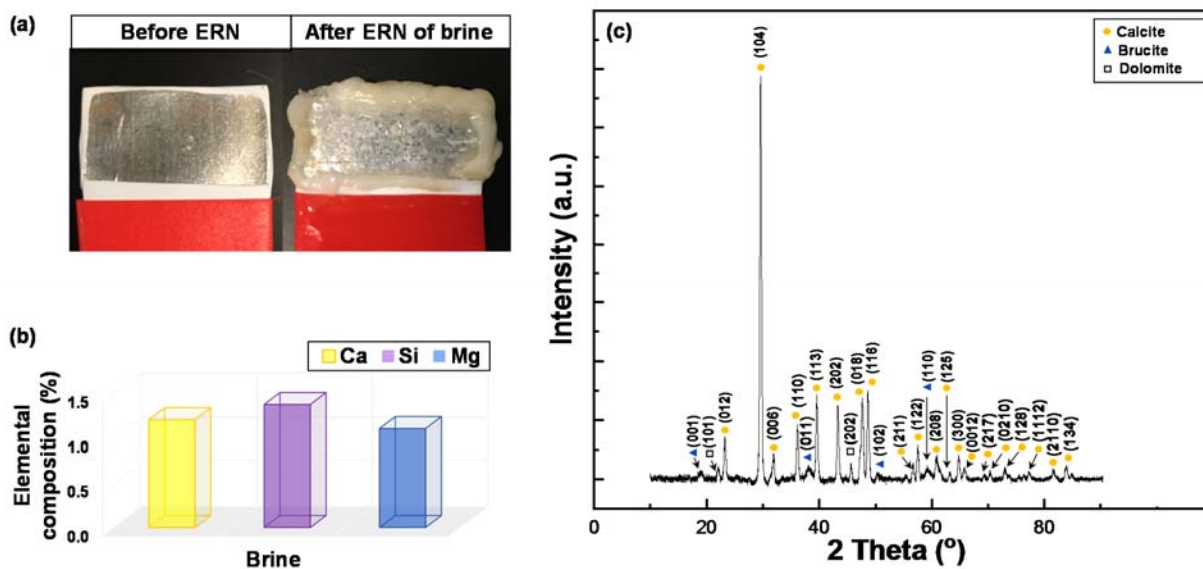 (a)
Before ERN
After ERN of brine
(b)
Ca
Si
Mg
Elemental
composition (%)
1.5
1.0
0.5
0.0
Brine
(c)
Calcite
Brucite
Dolomite
Intensity (a.u.)
(001)
(101)
(012)
(104)
(006)
(110)
(011)
(113)
(202)
(202)
(018)
(116)
(102)
(211)
(122)
(110)
(208)
(125)
(300)
(0012)
(217)
(0210)
(128)
(1112)
(2110)
(134)
0
20
40
60
80
2 Theta (º)